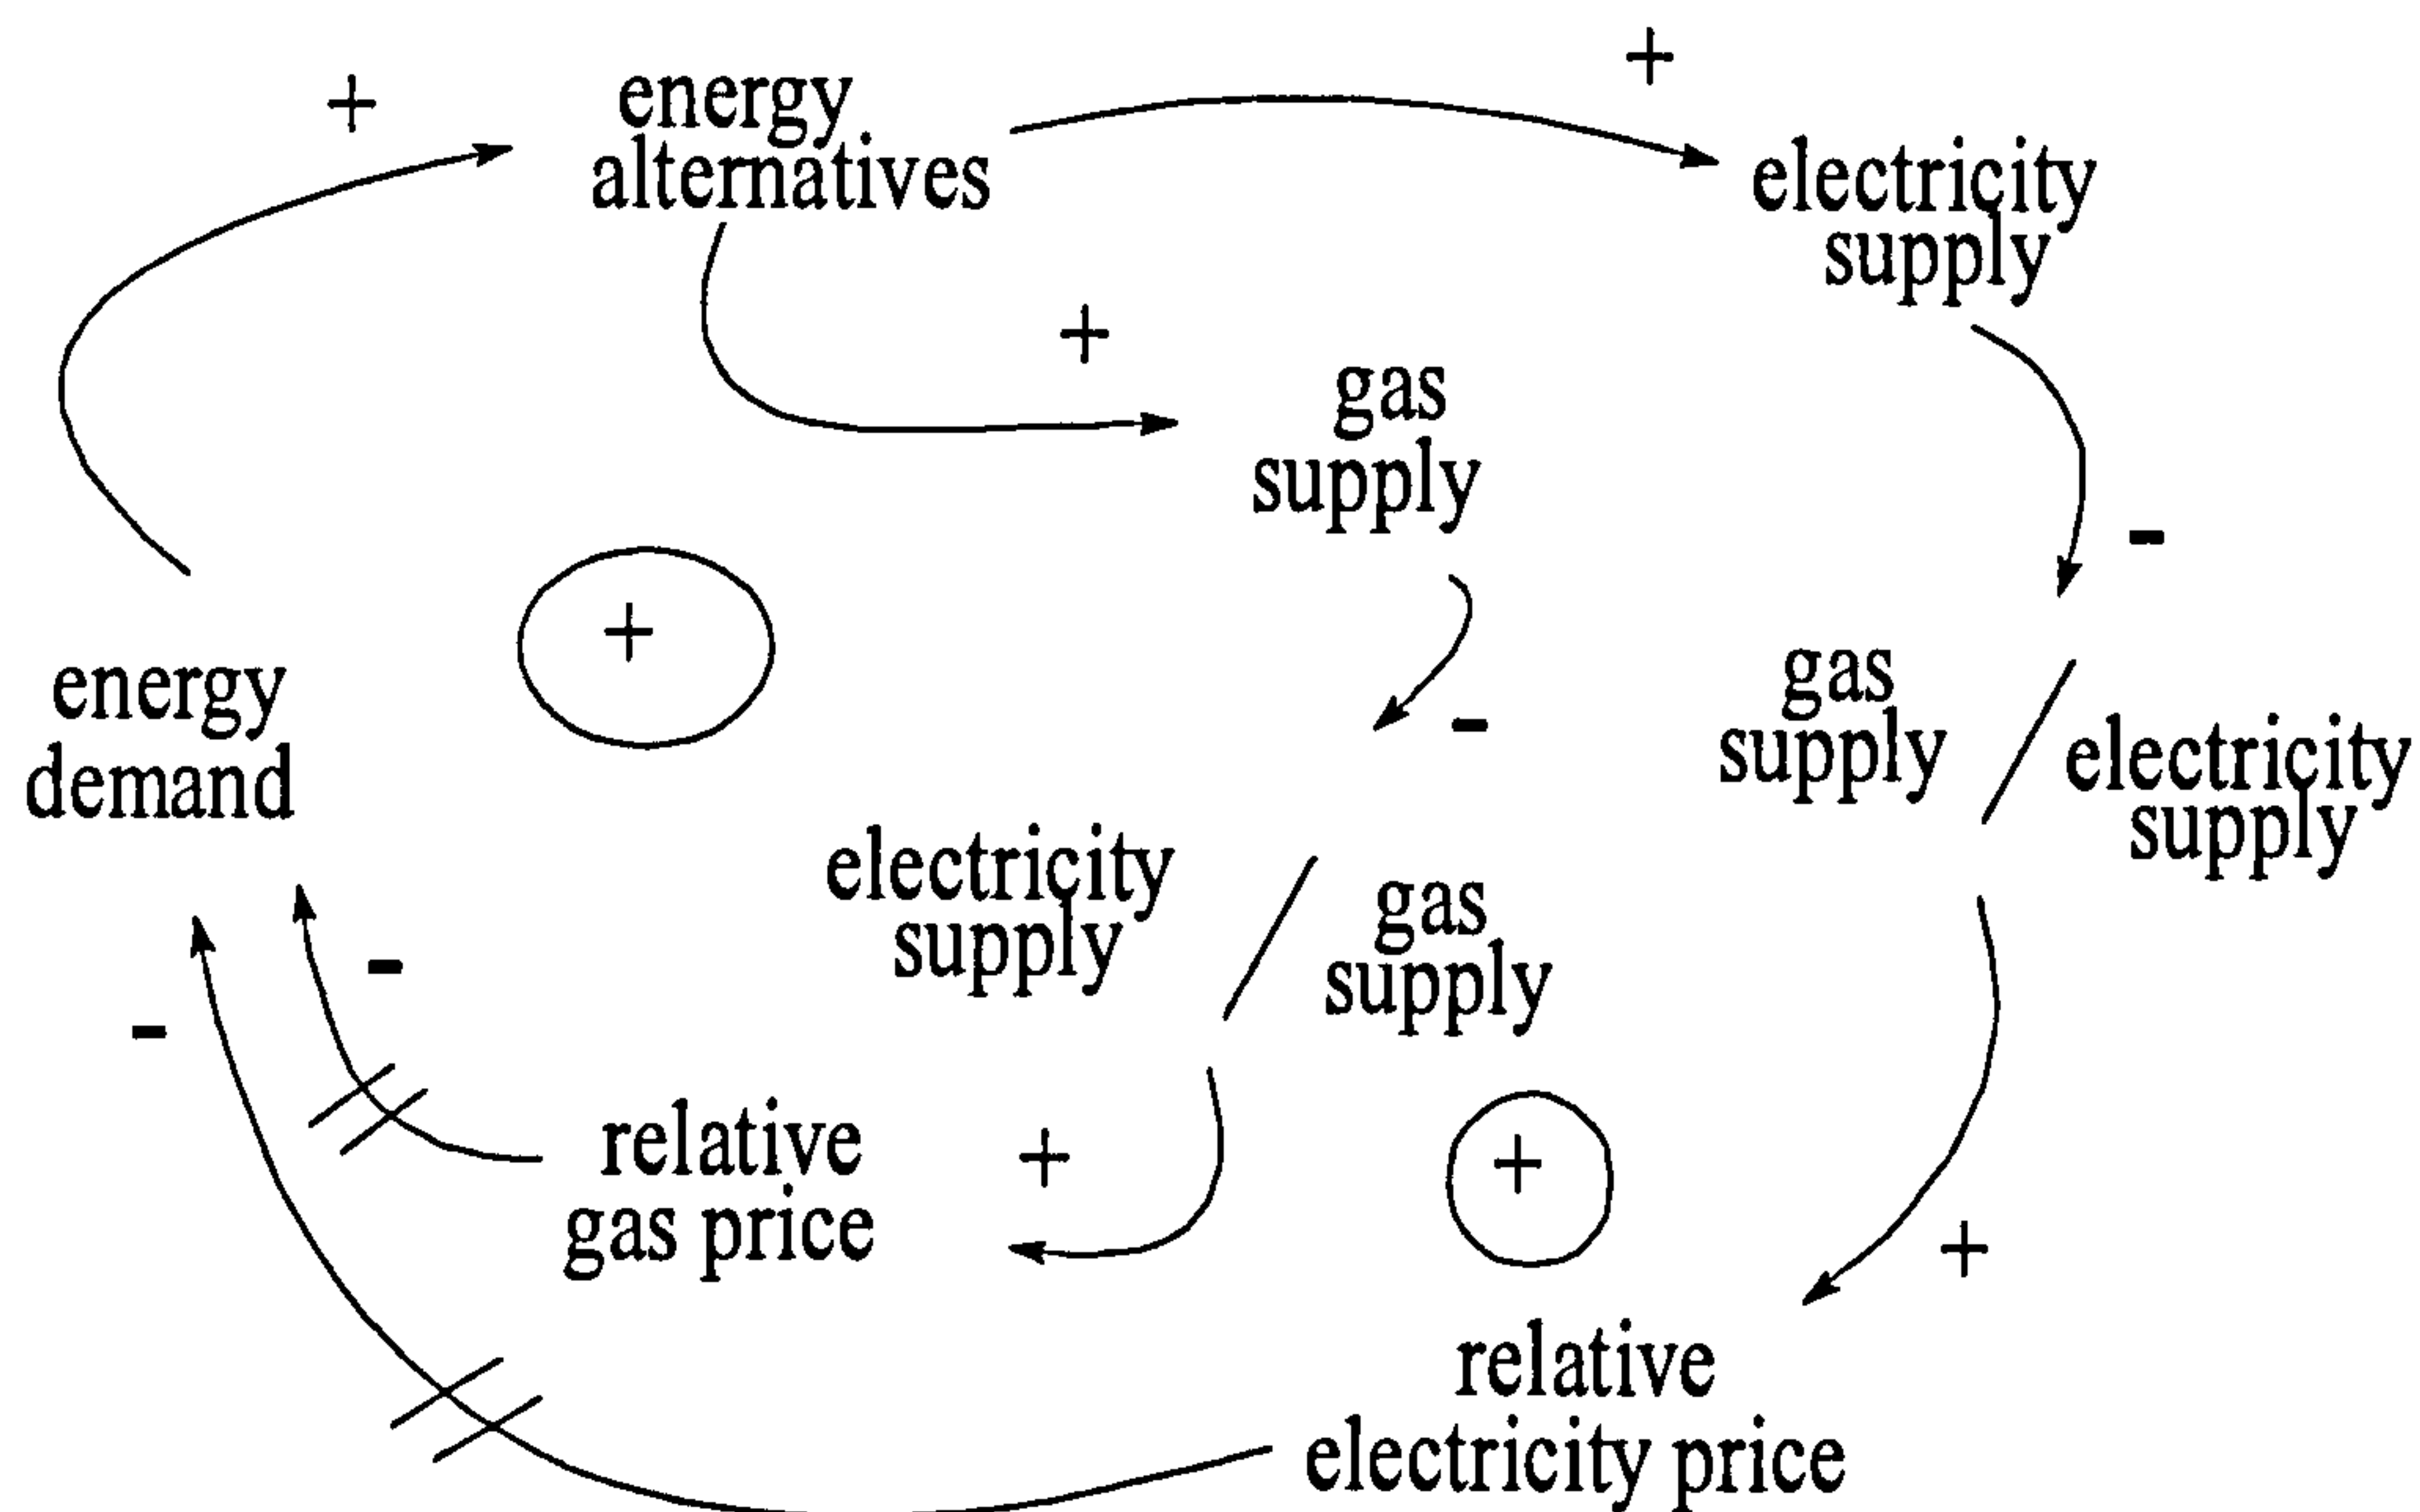 +
+
energy
alternatives
electricity
supply
+
gas
supply
-
+
-
energy
demand
gas
supply
/
electricity
supply
electricity
supply
/
gas
supply
-
-
relative
gas price
+
+
+
relative
electricity price